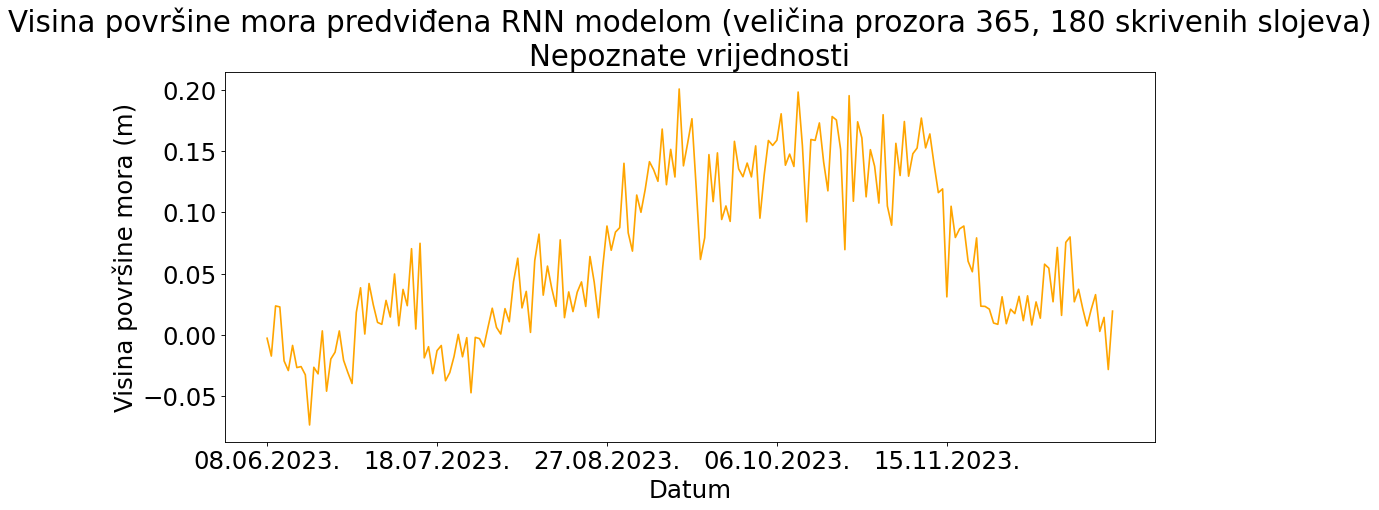 Visina površine mora predviđena RNN modelom (veličina prozora 365, 180 skrivenih slojeva)
Nepoznate vrijednosti
Visina površine mora (m)
0.20
0.15
0.10
0.05
0.00
−0.05
08.06.2023. 18.07.2023. 27.08.2023. 06.10.2023. 15.11.2023.
Datum